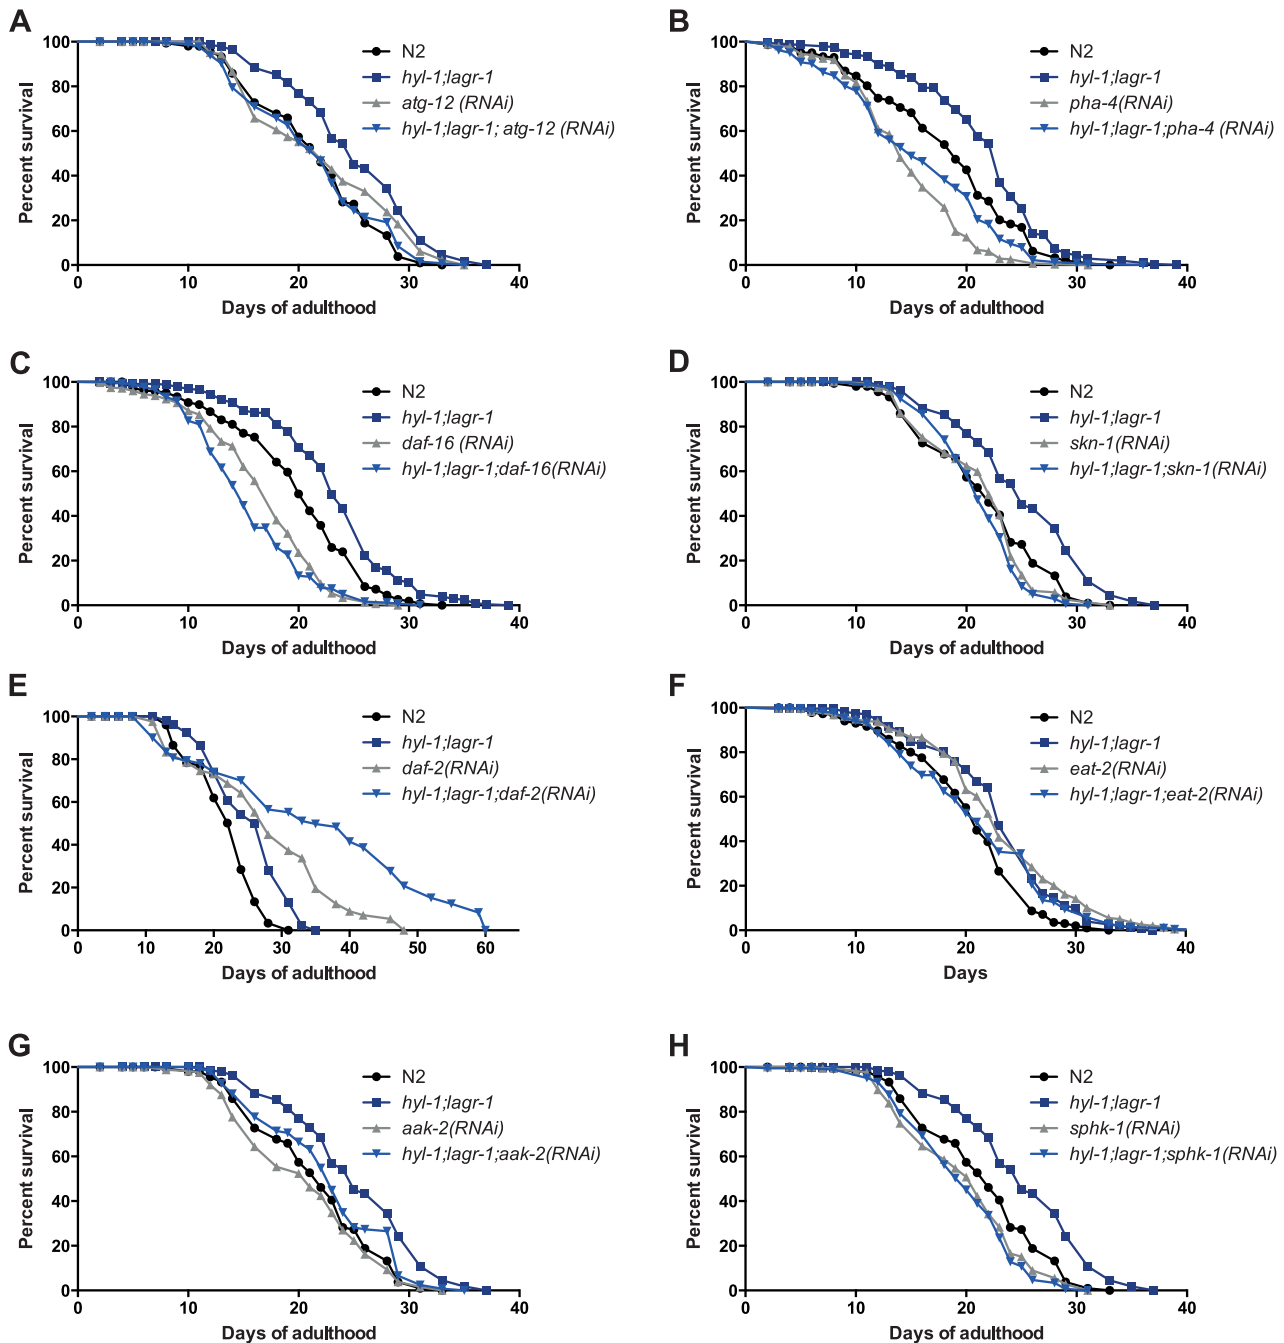 A
Percent survival
100
80
60
40
20
0
0 10 20 30 40
Days of adulthood
N2
hyl-1;lagr-1
atg-12 (RNAi)
hyl-1;lagr-1; atg-12 (RNAi)
B
Percent survival
100
80
60
40
20
0
0 10 20 30 40
Days of adulthood
N2
hyl-1;lagr-1
pha-4(RNAi)
hyl-1;lagr-1;pha-4 (RNAi)
C
Percent survival
100
80
60
40
20
0
0 10 20 30 40
Days of adulthood
N2
hyl-1;lagr-1
daf-16 (RNAi)
hyl-1;lagr-1;daf-16(RNAi)
D
Percent survival
100
80
60
40
20
0
0 10 20 30 40
Days of adulthood
N2
hyl-1;lagr-1
skn-1(RNAi)
hyl-1;lagr-1;skn-1(RNAi)
E
Percent survival
100
80
60
40
20
0
0 10 20 30 40 50 60
Days of adulthood
N2
hyl-1;lagr-1
daf-2(RNAi)
hyl-1;lagr-1;daf-2(RNAi)
F
Percent survival
100
80
60
40
20
0
0 10 20 30 40
Days
N2
hyl-1;lagr-1
eat-2(RNAi)
hyl-1;lagr-1;eat-2(RNAi)
G
Percent survival
100
80
60
40
20
0
0 10 20 30 40
Days of adulthood
N2
hyl-1;lagr-1
aak-2(RNAi)
hyl-1;lagr-1;aak-2(RNAi)
H
Percent survival
100
80
60
40
20
0
0 10 20 30 40
Days of adulthood
N2
hyl-1;lagr-1
sphk-1(RNAi)
hyl-1;lagr-1;sphk-1(RNAi)